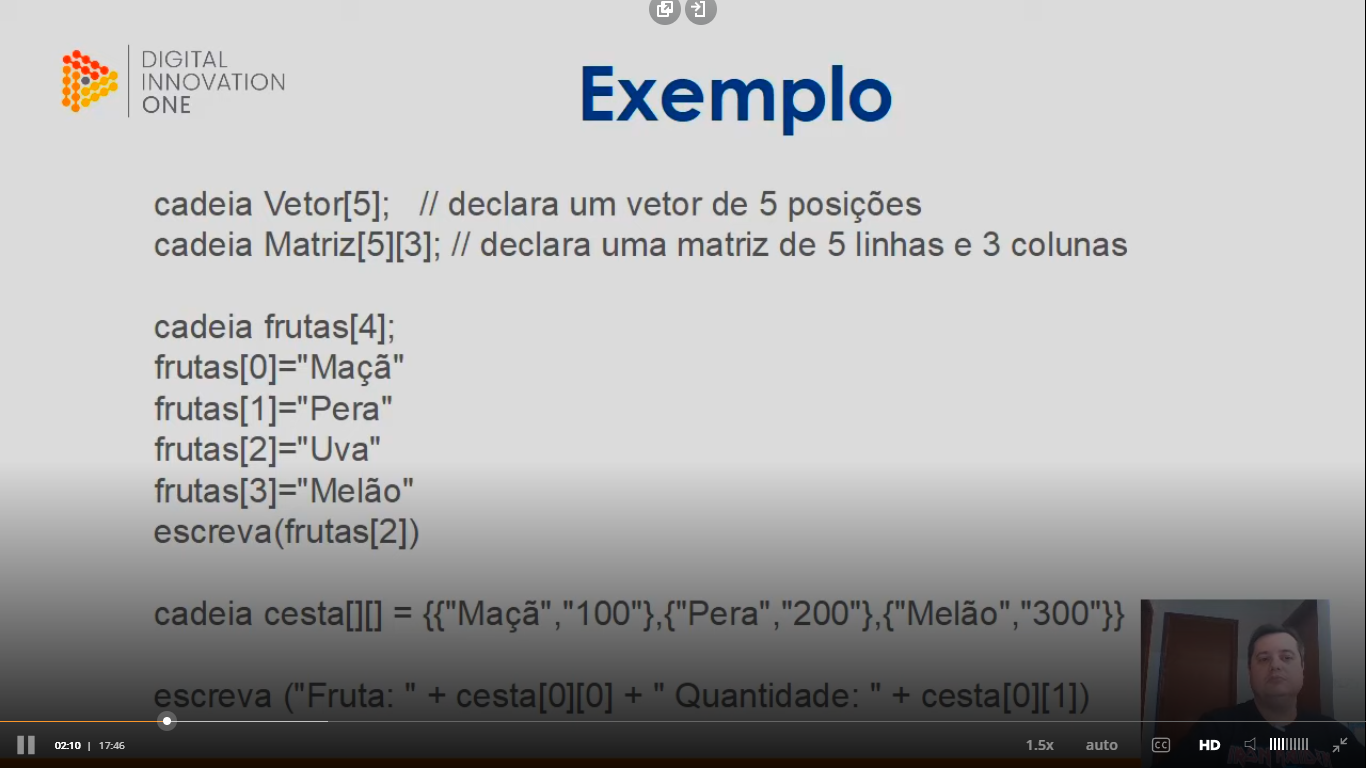 DIGITAL
INNOVATION
ONE
Exemplo
cadeia Vetor[5]; // declara um vetor de 5 posições
cadeia Matriz[5][3]; // declara uma matriz de 5 linhas e 3 colunas
cadeia frutas[4];
frutas[0]="Maçã"
frutas[1]="Pera"
frutas[2]="Uva"
frutas[3]="Melão"
escreva(frutas[2])
cadeia cesta[][] = {{"Maçã","100"},{"Pera","200"},{"Melão","300"}}
escreva ("Fruta: " + cesta[0][0] + " Quantidade: " + cesta[0][1])
02:10 | 17:46
1.5x
auto
CC
HD